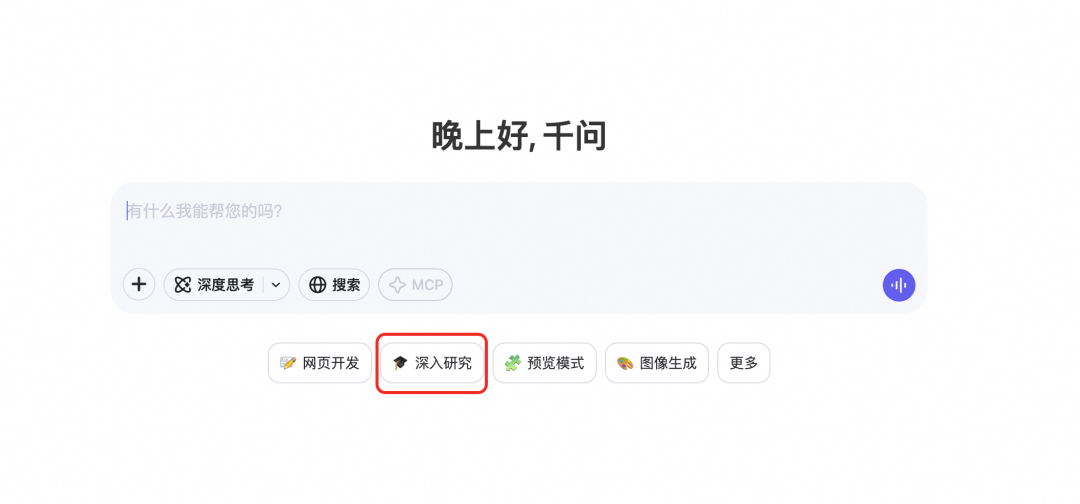 晚上好, 千问
有什么我能帮您的吗?
深度思考 搜索 MCP
网页开发 深入研究 预览模式 图像生成 更多